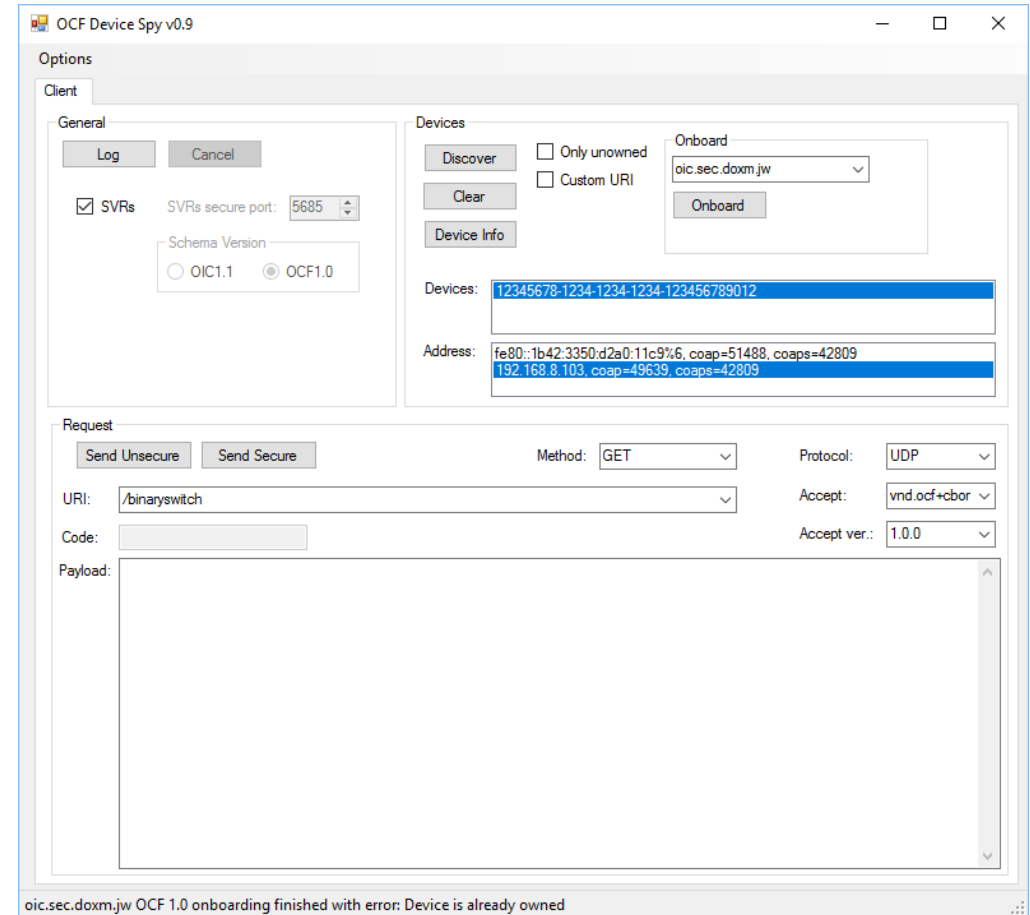 OCF Device Spy v0.9
Options
Client
General
Log Cancel
SVRs SVRs secure port: 5685
Schema Version
OIC1.1 OCF1.0
Devices
Discover Only unowned
Clear Custom URI
Device Info
Onboard
oic.sec.doxm.jw
Onboard
Devices: 12345678-1234-1234-1234-123456789012
Address: fe80::1b42:3350:d2a0:11c9%6, coap=51488, coaps=42809
192.168.8.103, coap=49639, coaps=42809
Request
Send Unsecure Send Secure Method: GET Protocol: UDP
URI: /binaryswitch Accept: vnd.ocf+cbor
Code: Accept ver.: 1.0.0
Payload:
oic.sec.doxm.jw OCF 1.0 onboarding finished with error: Device is already owned